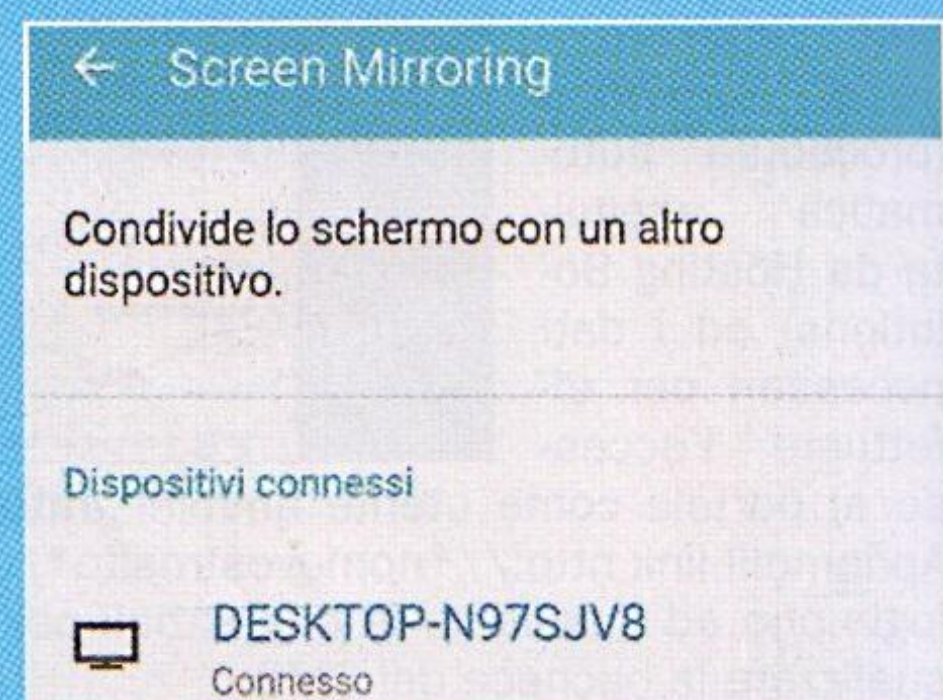 Screen Mirroring
Condivide lo schermo con un altro
dispositivo.
Dispositivi connessi
DESKTOP-N97SJV8
Connesso